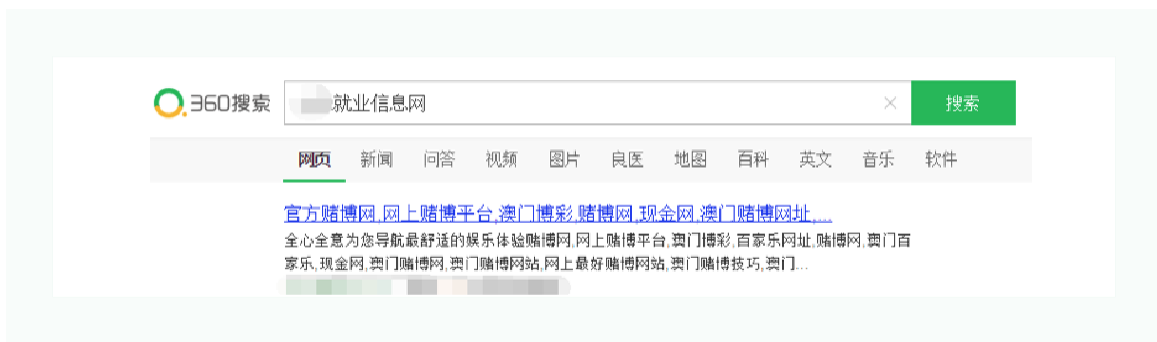 360搜索 就业信息网 搜索
网页 新闻 问答 视频 图片 良医 地图 百科 英文 音乐 软件
官方赌博网,网上赌博平台,澳门博彩,赌博网,现金网,澳门赌博网址,...
全心全意为您导航最舒适的娱乐体验赌博网,网上赌博平台,澳门博彩,百家乐网址,赌博网,澳门百
家乐,现金网,澳门赌博网,澳门赌博网站,网上最好赌博网站,澳门赌博技巧,澳门...